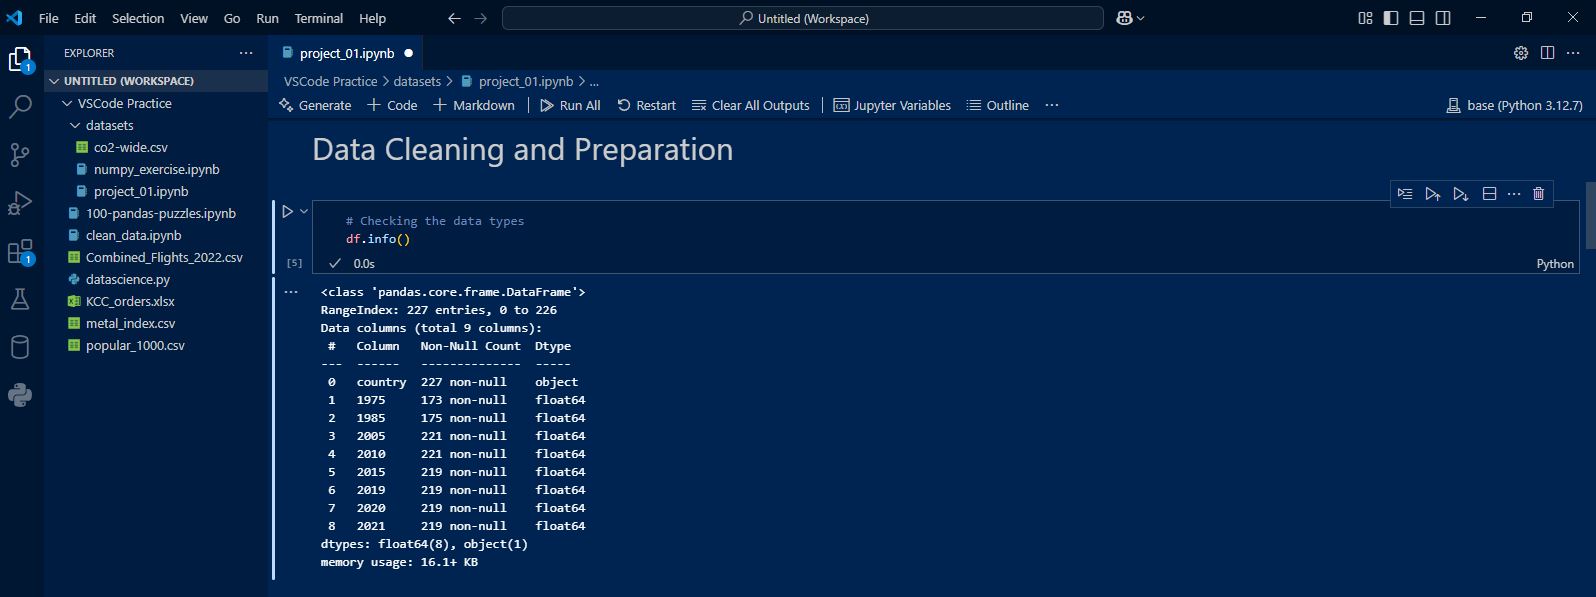 File Edit Selection View Go Run Terminal Help
Untitled (Workspace)
EXPLORER
UNTITLED (WORKSPACE)
VSCode Practice
datasets
co2-wide.csv
numpy_exercise.ipynb
project_01.ipynb
100-pandas-puzzles.ipynb
clean_data.ipynb
Combined_Flights_2022.csv
datascience.py
KCC_orders.xlsx
metal_index.csv
popular_1000.csv
1
1
project_01.ipynb
VSCode Practice > datasets > project_01.ipynb > ...
Generate + Code + Markdown Run All Restart Clear All Outputs Jupyter Variables Outline ... base (Python 3.12.7)
Data Cleaning and Preparation
# Checking the data types
df.info()
[5] 0.0s Python
<class 'pandas.core.frame.DataFrame'>
RangeIndex: 227 entries, 0 to 226
Data columns (total 9 columns):
 #   Column   Non-Null Count  Dtype
---  ------   --------------  -----
 0   country  227 non-null    object
 1   1975     173 non-null    float64
 2   1985     175 non-null    float64
 3   2005     221 non-null    float64
 4   2010     221 non-null    float64
 5   2015     219 non-null    float64
 6   2019     219 non-null    float64
 7   2020     219 non-null    float64
 8   2021     219 non-null    float64
dtypes: float64(8), object(1)
memory usage: 16.1+ KB